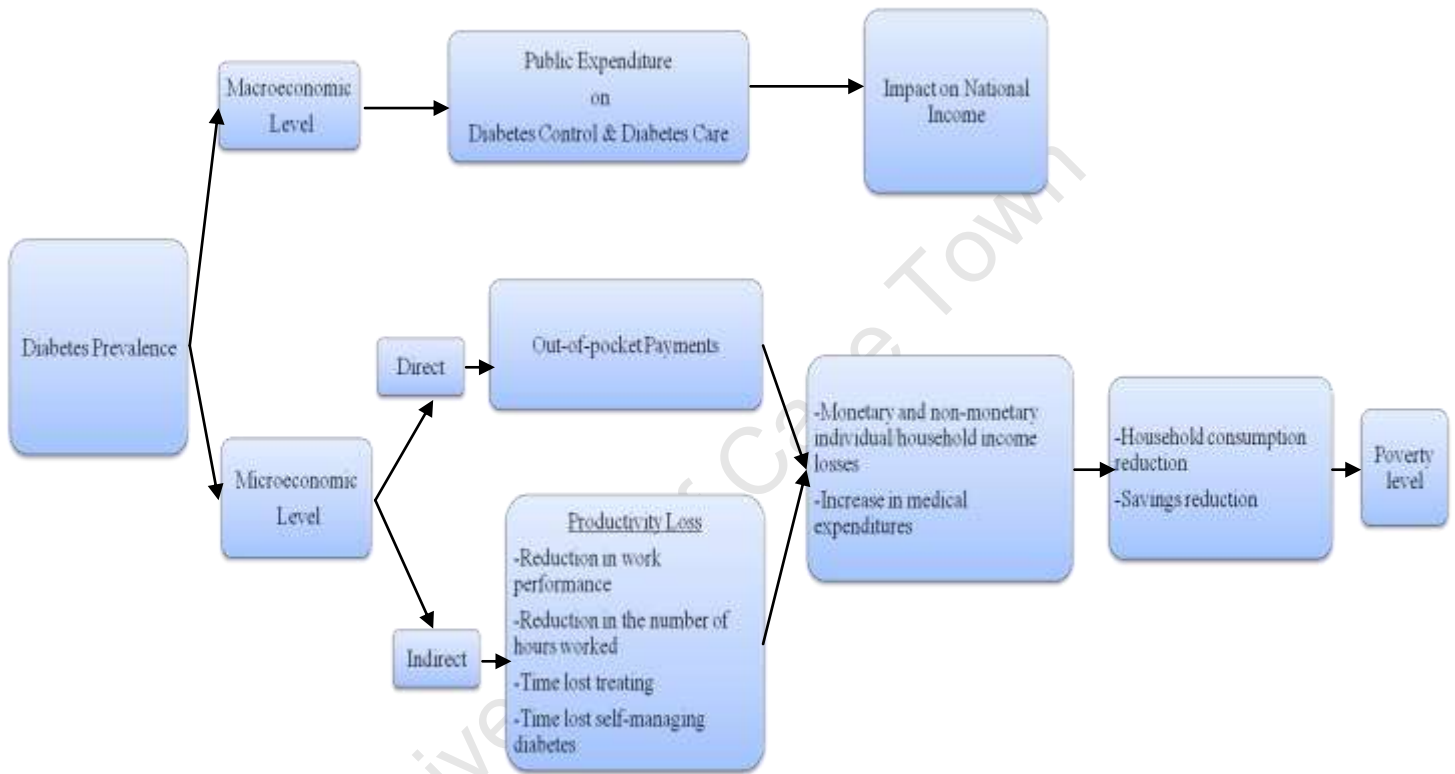 Macroeconomic
Level
Public Expenditure
on
Diabetes Control & Diabetes Care
Impact on National
Income
Diabetes Prevalence
Microeconomic
Level
Direct
Out-of-pocket Payments
Indirect
Productivity Loss
-Reduction in work
performance
-Reduction in the number of
hours worked
-Time lost treating
-Time lost self-managing
diabetes
-Monetary and non-monetary
individual/household income
losses
-Increase in medical
expenditures
-Household consumption
reduction
-Savings reduction
Poverty
level
Town